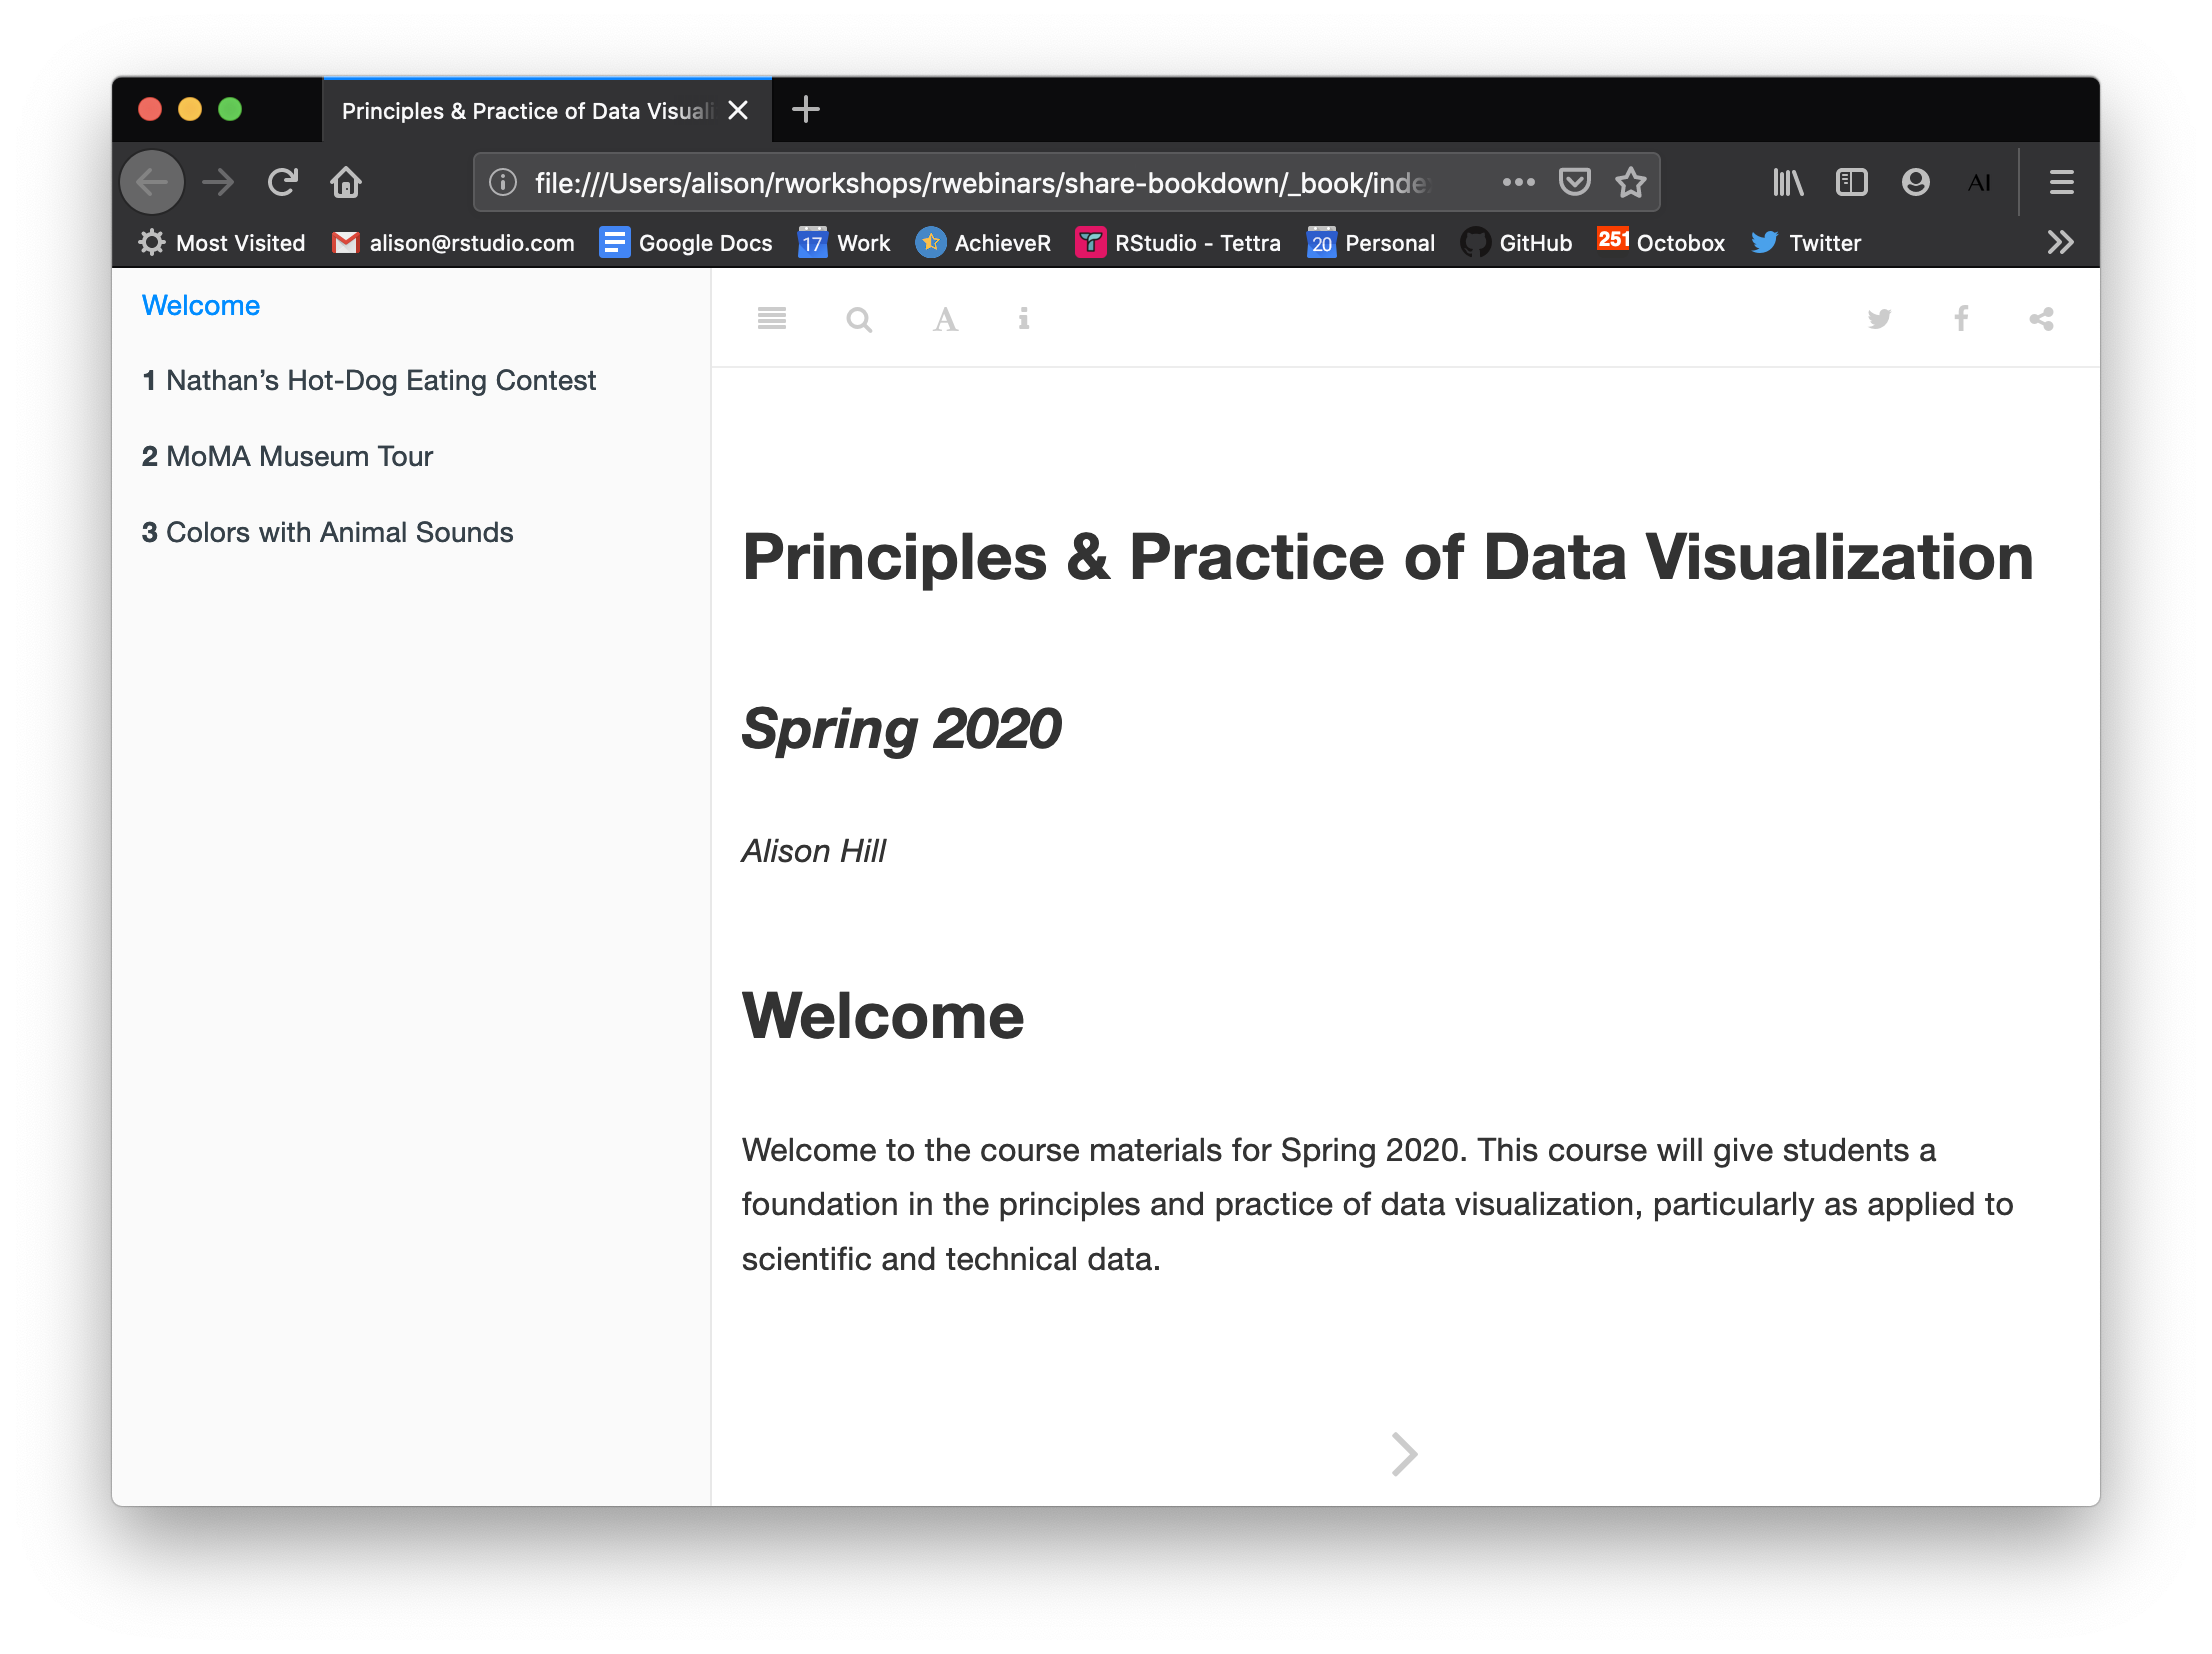 Principles & Practice of Data Visuali
file:///Users/alison/rworkshops/rwebinars/share-bookdown/_book/inde
AI
Most Visited alison@rstudio.com Google Docs 17 Work AchieveR RStudio - Tettra 20 Personal GitHub 251 Octobox Twitter
Welcome
1 Nathan’s Hot-Dog Eating Contest
2 MoMA Museum Tour
3 Colors with Animal Sounds
Principles & Practice of Data Visualization
Spring 2020
Alison Hill
Welcome
Welcome to the course materials for Spring 2020. This course will give students a
foundation in the principles and practice of data visualization, particularly as applied to
scientific and technical data.